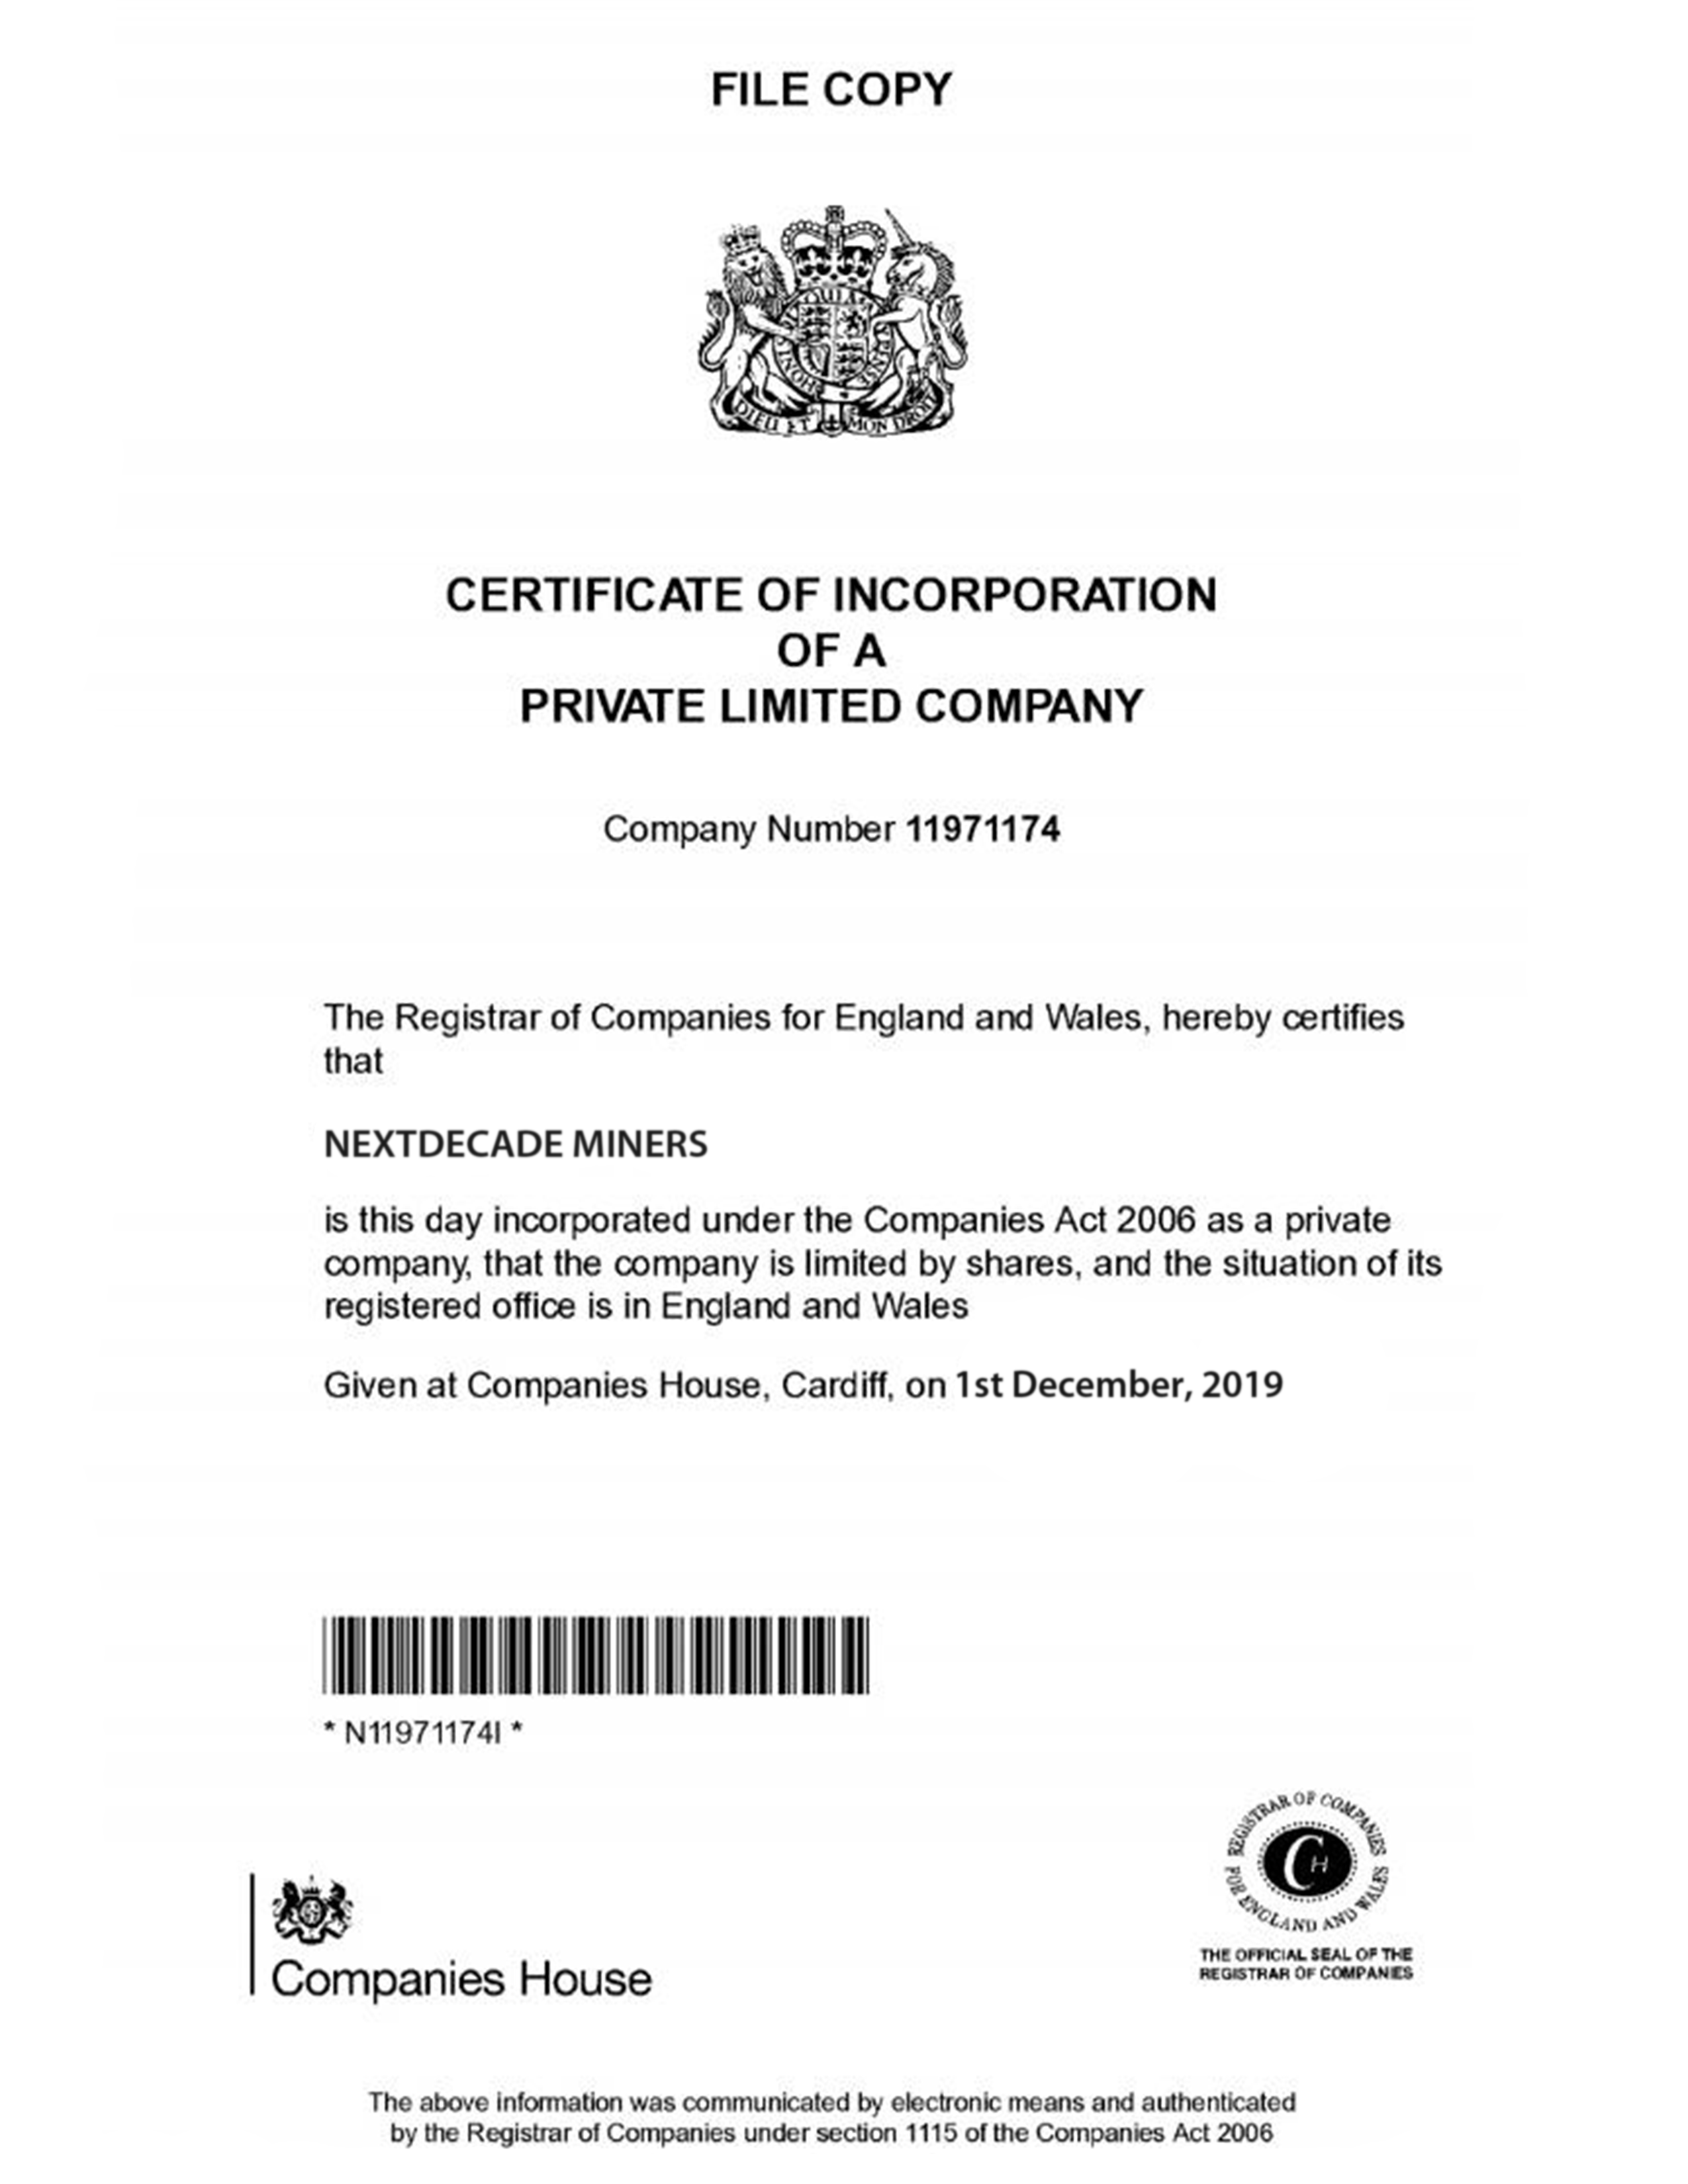 FILE COPY
DIEU ET MON DROIT
CERTIFICATE OF INCORPORATION
OF A
PRIVATE LIMITED COMPANY
Company Number 11971174
The Registrar of Companies for England and Wales, hereby certifies
that
NEXTDECADE MINERS
is this day incorporated under the Companies Act 2006 as a private
company, that the company is limited by shares, and the situation of its
registered office is in England and Wales
Given at Companies House, Cardiff, on 1st December, 2019
* N11971174I *
REGISTRAR OF COMPANIES
FOR ENGLAND AND WALES
CH
THE OFFICIAL SEAL OF THE
REGISTRAR OF COMPANIES
Companies House
The above information was communicated by electronic means and authenticated
by the Registrar of Companies under section 1115 of the Companies Act 2006